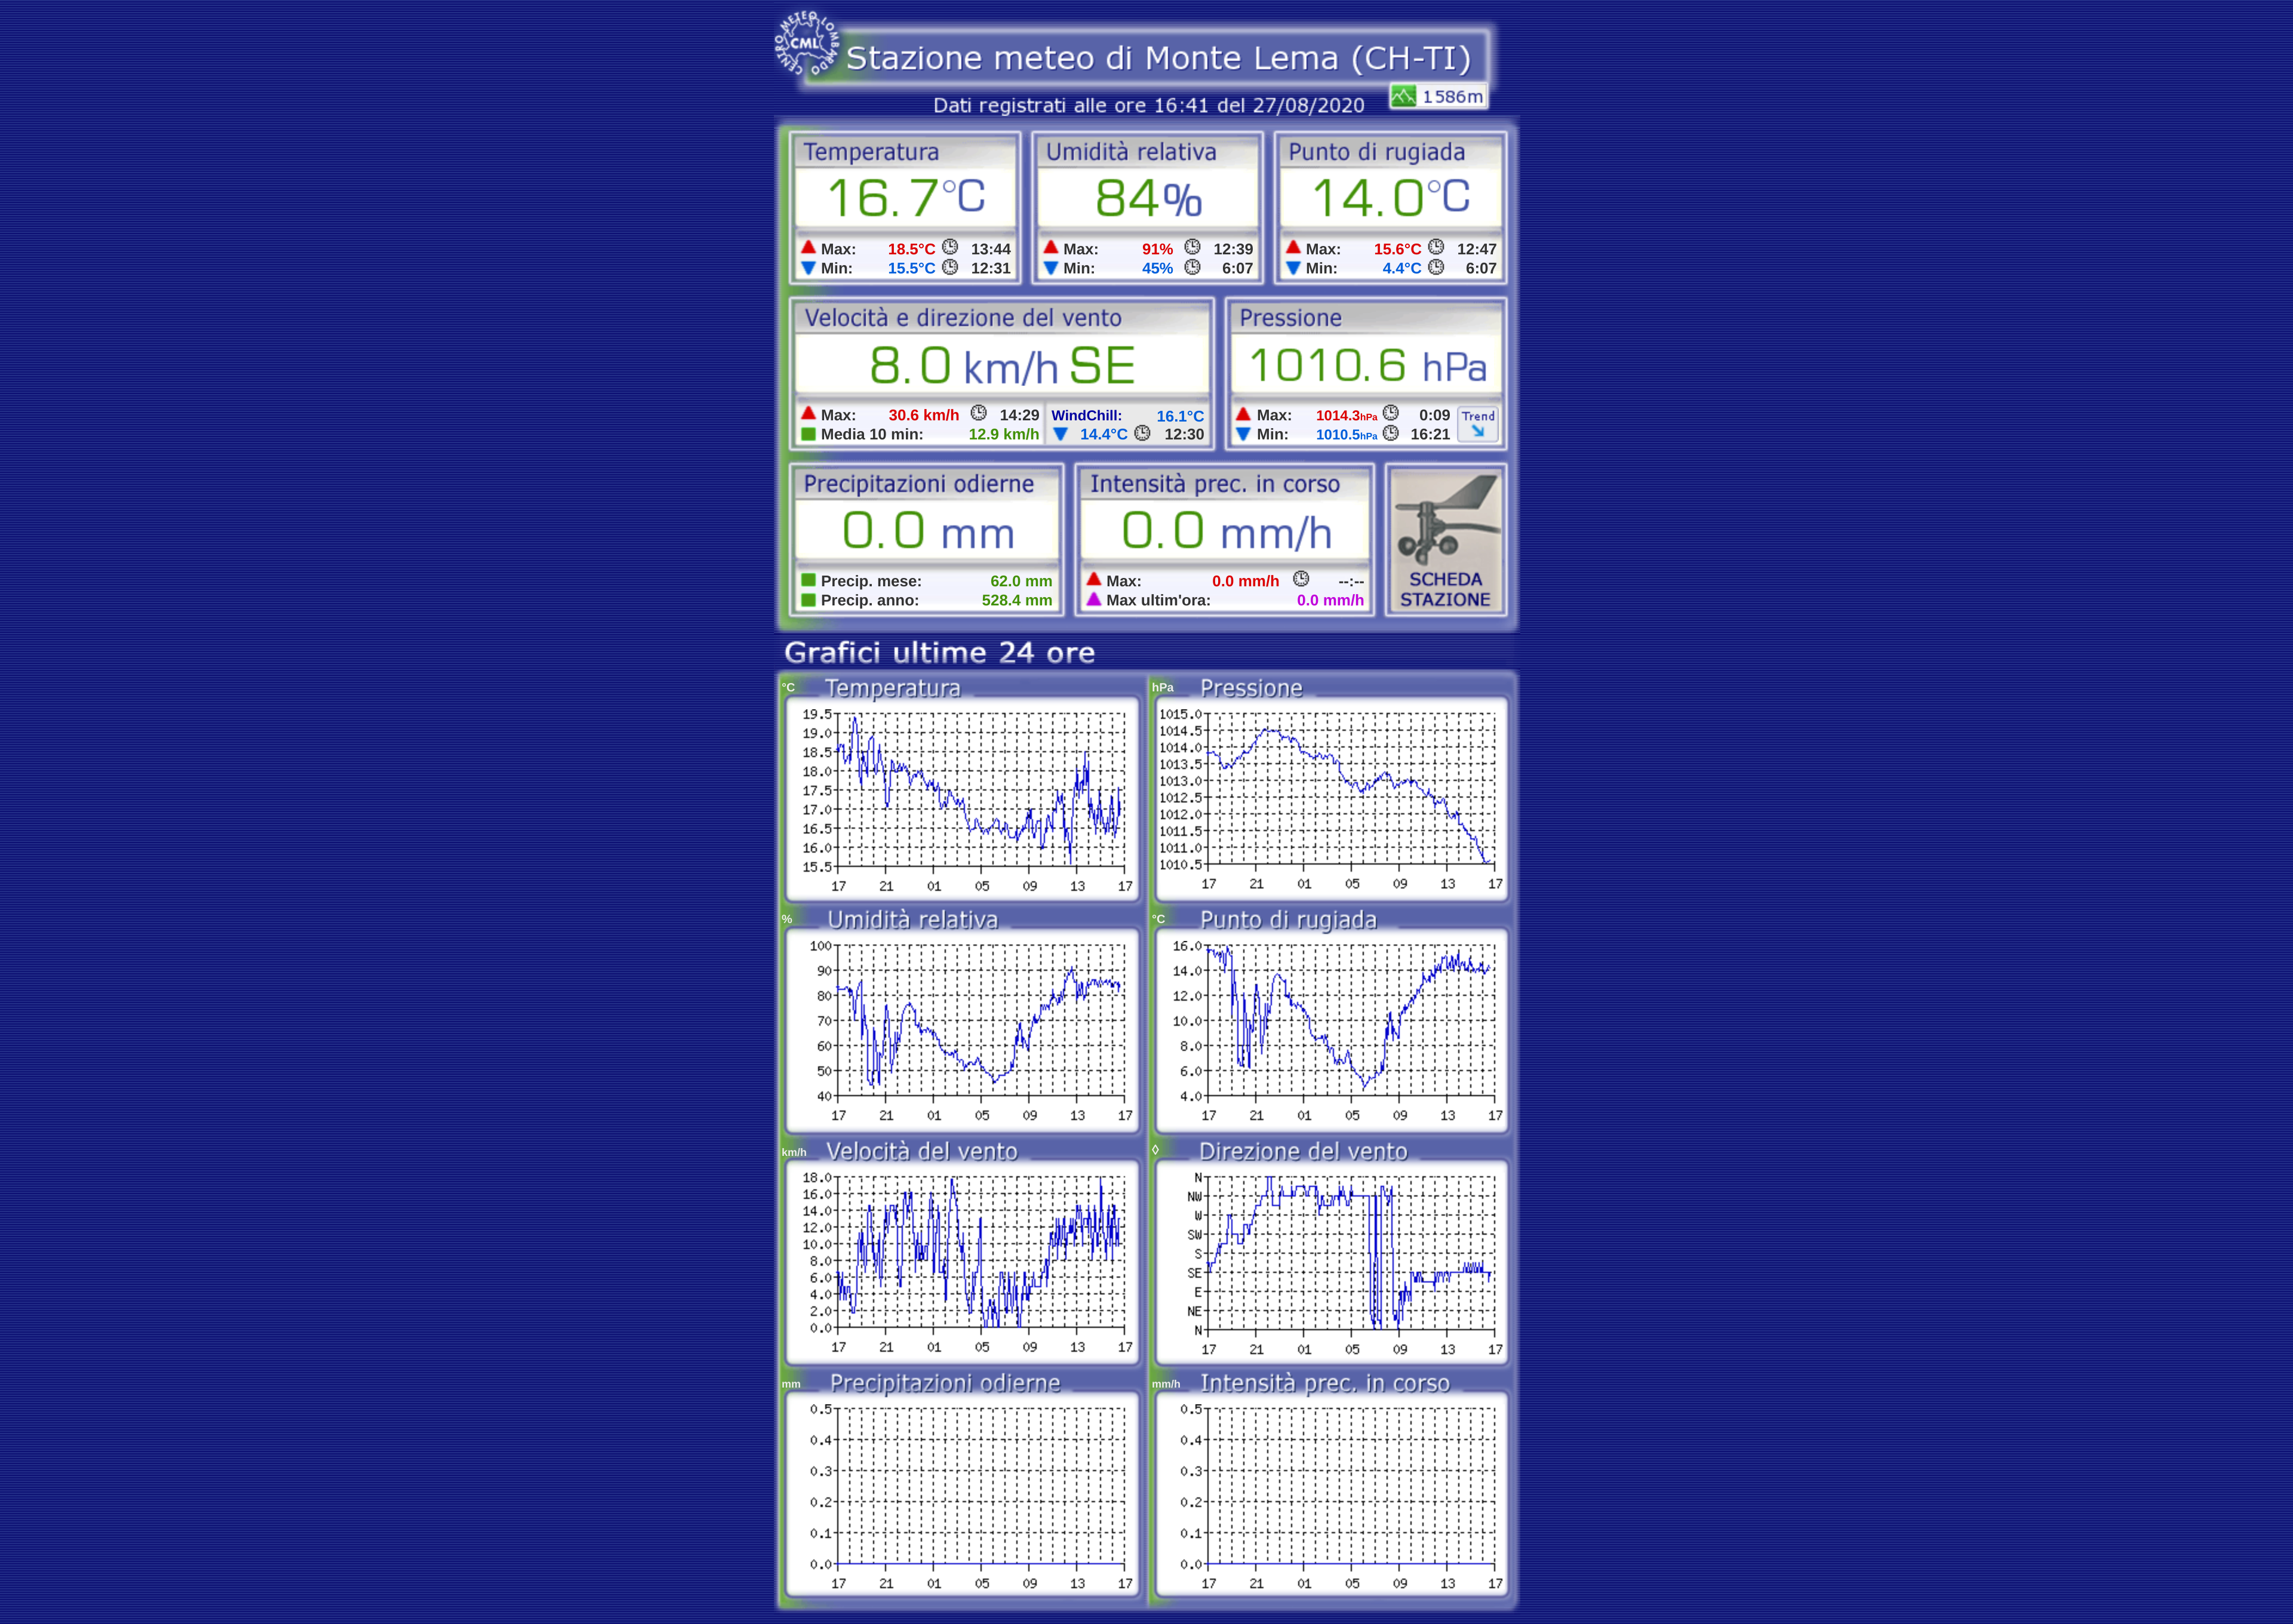 CENTRO METEO LOMBARDO
CML
Stazione meteo di Monte Lema (CH-TI)
1586m
Dati registrati alle ore 16:41 del 27/08/2020
Temperatura
16.7°C
Max: 18.5°C 13:44
Min: 15.5°C 12:31
Umidità relativa
84%
Max: 91% 12:39
Min: 45% 6:07
Punto di rugiada
14.0°C
Max: 15.6°C 12:47
Min: 4.4°C 6:07
Velocità e direzione del vento
8.0 km/h SE
Max: 30.6 km/h 14:29
Media 10 min: 12.9 km/h
WindChill: 16.1°C
14.4°C 12:30
Pressione
1010.6 hPa
Max: 1014.3hPa 0:09
Min: 1010.5hPa 16:21
Trend
Precipitazioni odierne
0.0 mm
Precip. mese: 62.0 mm
Precip. anno: 528.4 mm
Intensità prec. in corso
0.0 mm/h
Max: 0.0 mm/h --:--
Max ultim'ora: 0.0 mm/h
SCHEDA
STAZIONE
Grafici ultime 24 ore
°C Temperatura
19.5
19.0
18.5
18.0
17.5
17.0
16.5
16.0
15.5
17 21 01 05 09 13 17
hPa Pressione
1015.0
1014.5
1014.0
1013.5
1013.0
1012.5
1012.0
1011.5
1011.0
1010.5
17 21 01 05 09 13 17
% Umidità relativa
100
90
80
70
60
50
40
17 21 01 05 09 13 17
°C Punto di rugiada
16.0
14.0
12.0
10.0
8.0
6.0
4.0
17 21 01 05 09 13 17
km/h Velocità del vento
18.0
16.0
14.0
12.0
10.0
8.0
6.0
4.0
2.0
0.0
17 21 01 05 09 13 17
◊ Direzione del vento
N
NW
W
SW
S
SE
E
NE
N
17 21 01 05 09 13 17
mm Precipitazioni odierne
0.5
0.4
0.3
0.2
0.1
0.0
17 21 01 05 09 13 17
mm/h Intensità prec. in corso
0.5
0.4
0.3
0.2
0.1
0.0
17 21 01 05 09 13 17